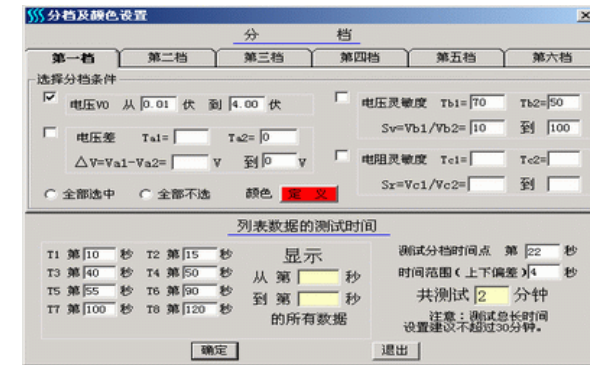 分档及颜色设置
分 档
第一档 第二档 第三档 第四档 第五档 第六档
选择分档条件
电压V0 从 0.01 伏 到 4.00 伏
电压灵敏度 Tb1= 70 Tb2= 50
Sv=Vb1/Vb2= 10 到 100
电压差 Ta1= Ta2= 0
△V=Va1-Va2= V 到 0 V
电阻灵敏度 Tc1= Tc2=
Sr=Vc1/Vc2= 到
全部选中 全部不选 颜色 定 义
列表数据的测试时间
T1 第 10 秒 T2 第 15 秒
T3 第 40 秒 T4 第 50 秒
T5 第 55 秒 T6 第 90 秒
T7 第 100 秒 T8 第 120 秒
显示
从 第 秒
到 第 秒
的所有数据
测试分档时间点 第 22 秒
时间范围(上下偏差) 4 秒
共测试 2 分钟
注意:测试总长时间
设置建议不超过30分钟。
确定 退出